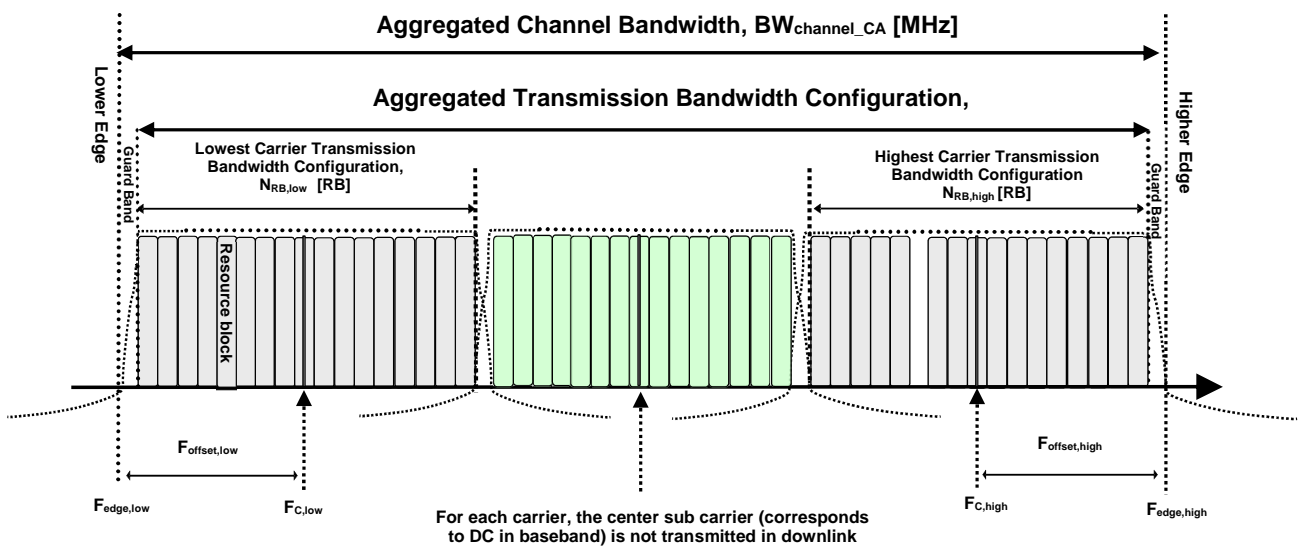 Aggregated Channel Bandwidth, BWchannel_CA [MHz]
Lower Edge
Higher Edge
Aggregated Transmission Bandwidth Configuration,
Guard Band
Lowest Carrier Transmission
Bandwidth Configuration,
NRB,low [RB]
Highest Carrier Transmission
Bandwidth Configuration
NRB,high [RB]
Guard Band
Resource block
Foffset,low
Foffset,high
Fedge,low
FC,low
FC,high
Fedge,high
For each carrier, the center sub carrier (corresponds
to DC in baseband) is not transmitted in downlink